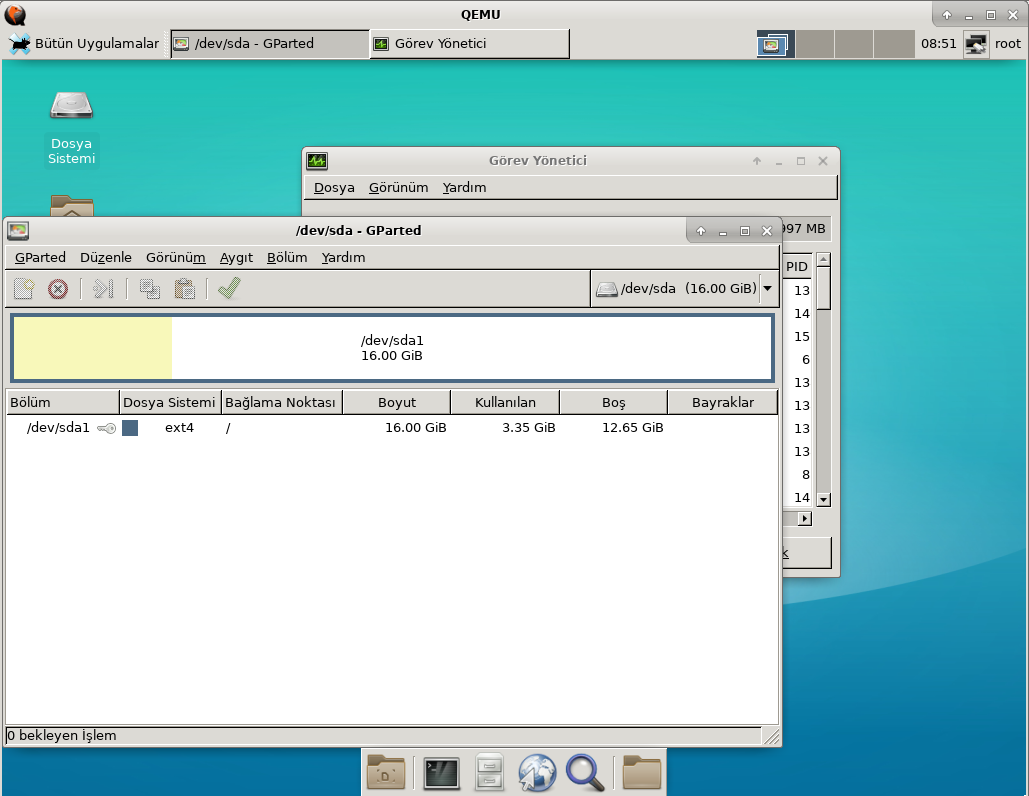 QEMU
Bütün Uygulamalar
/dev/sda - GParted
Görev Yönetici
08:51
root
Dosya
Sistemi
Görev Yönetici
Dosya Görünüm Yardım
997 MB
PID
13
14
15
6
13
13
13
13
8
14
/dev/sda - GParted
GParted Düzenle Görünüm Aygıt Bölüm Yardım
/dev/sda (16.00 GiB)
/dev/sda1
16.00 GiB
Bölüm Dosya Sistemi Bağlama Noktası Boyut Kullanılan Boş Bayraklar
/dev/sda1 ext4 / 16.00 GiB 3.35 GiB 12.65 GiB
0 bekleyen İşlem